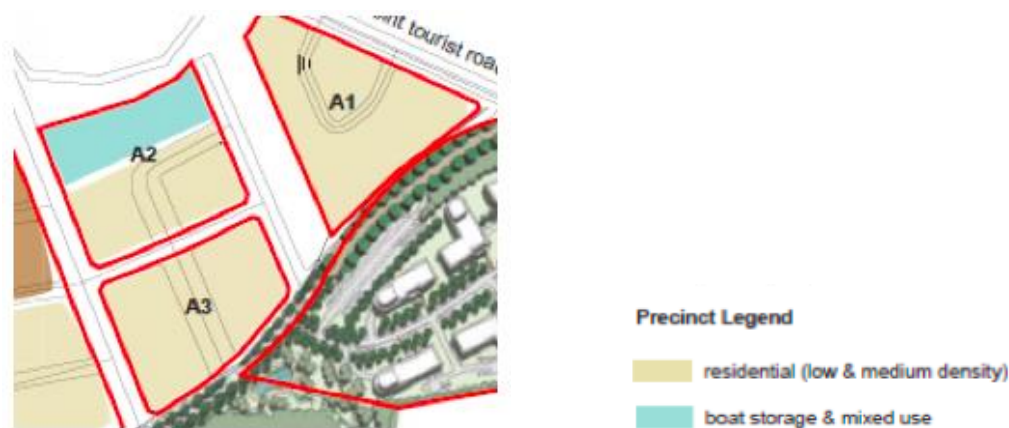 tourist road
A1
A2
A3
Precinct Legend
residential (low & medium density)
boat storage & mixed use